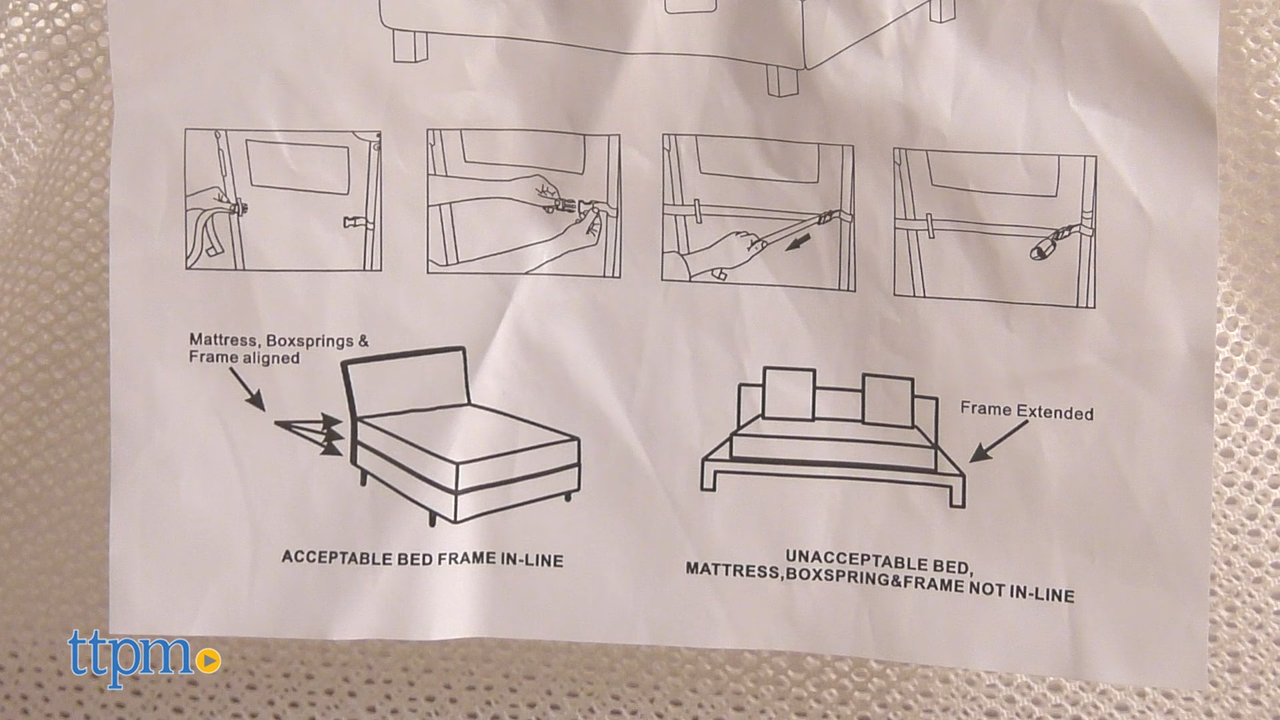 Mattress, Boxsprings &
Frame aligned
Frame Extended
ACCEPTABLE BED FRAME IN-LINE
UNACCEPTABLE BED,
MATTRESS,BOXSPRING&FRAME NOT IN-LINE
ttpm